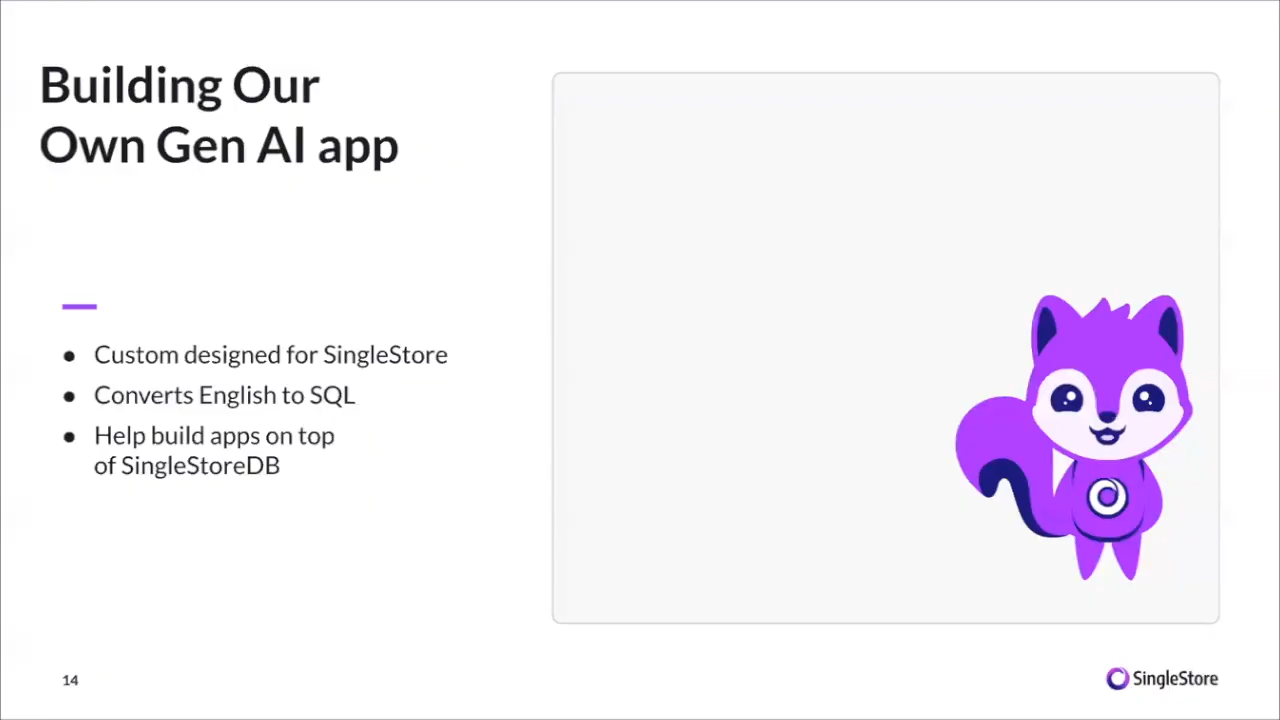 Building Our
Own Gen AI app
● Custom designed for SingleStore
● Converts English to SQL
● Help build apps on top
of SingleStoreDB
14
SingleStore